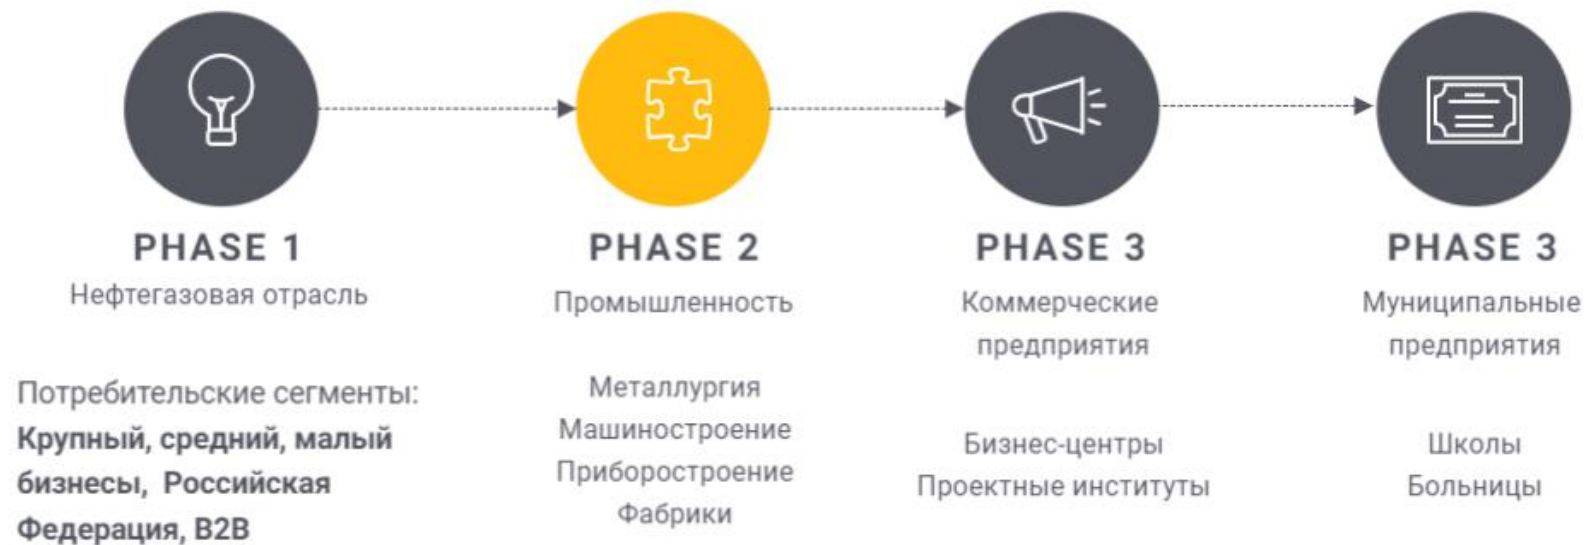 PHASE 1
Нефтегазовая отрасль
Потребительские сегменты:
Крупный, средний, малый
бизнесы, Российская
Федерация, B2B
PHASE 2
Промышленность
Металлургия
Машиностроение
Приборостроение
Фабрики
PHASE 3
Коммерческие
предприятия
Бизнес-центры
Проектные институты
PHASE 3
Муниципальные
предприятия
Школы
Больницы